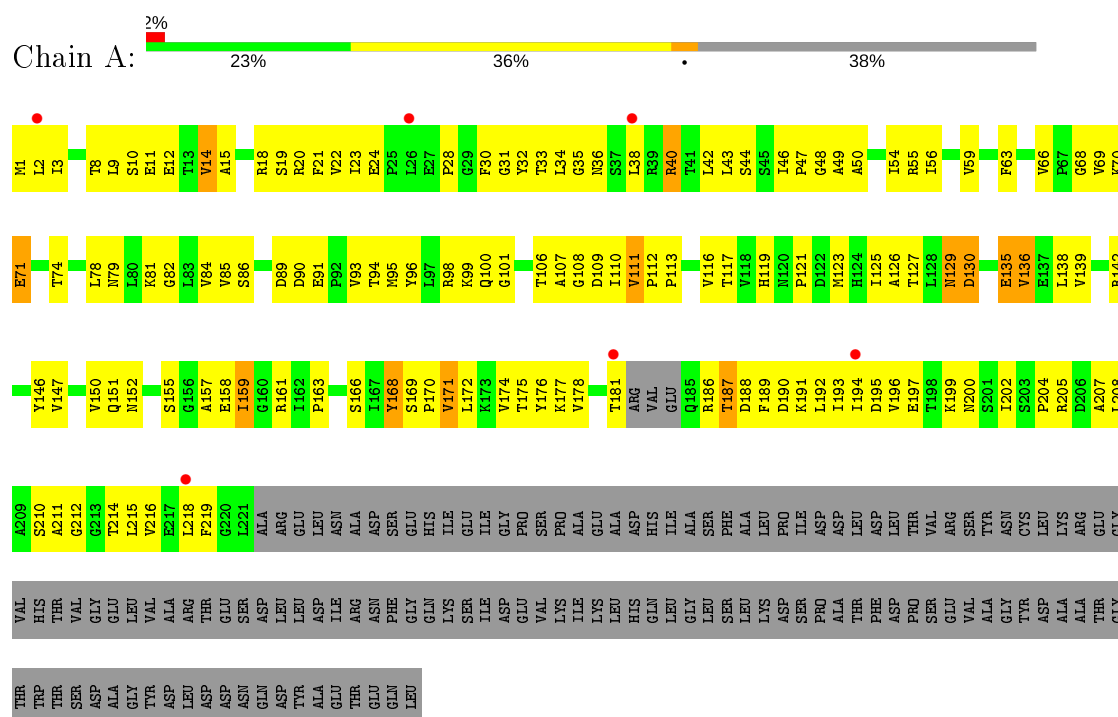 2%
Chain A:
23% 36% • 38%
M1 L2 I3 T8 L9 S10 E11 E12 T13 V14 A15 R18 S19 R20 F21 V22 I23 E24 P25 L26 E27 P28 G29 F30 G31 Y32 T33 L34 G35 N36 S37 L38 R39 R40 T41 L42 L43 S44 S45 I46 P47 G48 A49 A50 I54 R55 I56 V59 F63 V66 P67 G68 V69 K70
E71 T74 L78 N79 L80 K81 G82 L83 V84 V85 S86 D89 D90 E91 P92 V93 T94 M95 Y96 L97 R98 K99 Q100 G101 T106 A107 G108 D109 I110 V111 P112 P113 V116 T117 V118 H119 N120 P121 D122 M123 H124 I125 A126 T127 L128 N129 D130 E135 V136 E137 L138 V139 R142
Y146 V147 V150 Q151 N152 S155 G156 A157 E158 I159 G160 R161 I162 P163 S166 I167 Y168 S169 P170 V171 L172 K173 V174 T175 Y176 K177 V178 T181 ARG VAL GLU Q185 R186 T187 D188 F189 D190 K191 L192 I193 I194 D195 V196 E197 T198 K199 N200 S201 I202 S203 P204 R205 D206 A207 L208
A209 S210 A211 G212 G213 T214 L215 V216 E217 L218 F219 G220 L221 ALA ARG GLU LEU ASN ALA ASP SER GLU HIS ILE GLU ILE GLY PRO SER PRO ALA GLU ALA ASP HIS ILE ALA SER PHE ALA LEU PRO ILE ASP ASP LEU ASP LEU THR VAL ARG SER TYR ASN CYS LEU LYS ARG GLU GLY
VAL HIS THR VAL GLY GLU LEU VAL ALA ARG THR GLU SER ASP LEU LEU ASP ILE ARG ASN PHE GLY GLN LYS SER ILE ASP GLU VAL LYS ILE LYS LEU HIS GLN LEU GLY LEU SER LEU LYS ASP SER PRO ALA THR PHE ASP PRO SER GLU VAL ALA GLY TYR ASP ALA ALA THR GLY
THR TRP THR SER ASP ALA GLY TYR ASP LEU ASP ASP ASN GLN ASP TYR ALA GLU THR GLU GLN LEU